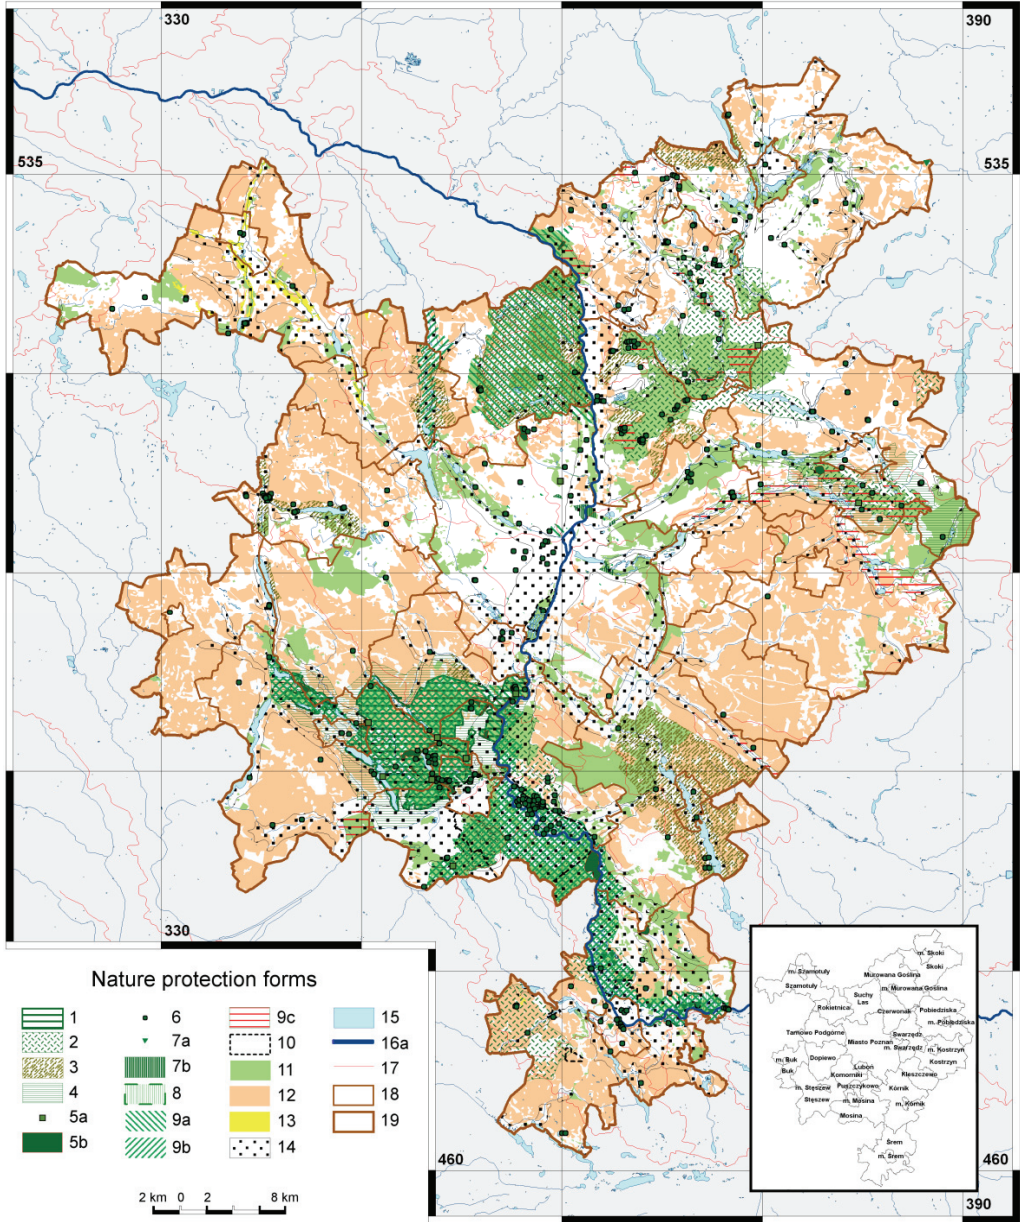 330
390
535
535
330
Nature protection forms
1
2
3
4
5a
5b
6
7a
7b
8
9a
9b
9c
10
11
12
13
14
15
16a
17
18
19
2 km 0 2 8 km
460
460
390
m. Skoki
Skoki
m. Szamotuły
Szamotuły
Murowana Goślina
m. Murowana Goślina
Suchy
Las
Rokietnica
Czerwonak
Pobiedziska
m. Pobiedziska
Tarnowo Podgórne
Swarzędz
Miasto Poznań
m. Swarzędz
m. Kostrzyn
Kostrzyn
m. Buk
Buk
Dopiewo
Luboń
Komorniki
Kleszczewo
m. Stęszew
Puszczykowo
Kórnik
Stęszew
m. Mosina
m. Kórnik
Mosina
Śrem
m. Śrem